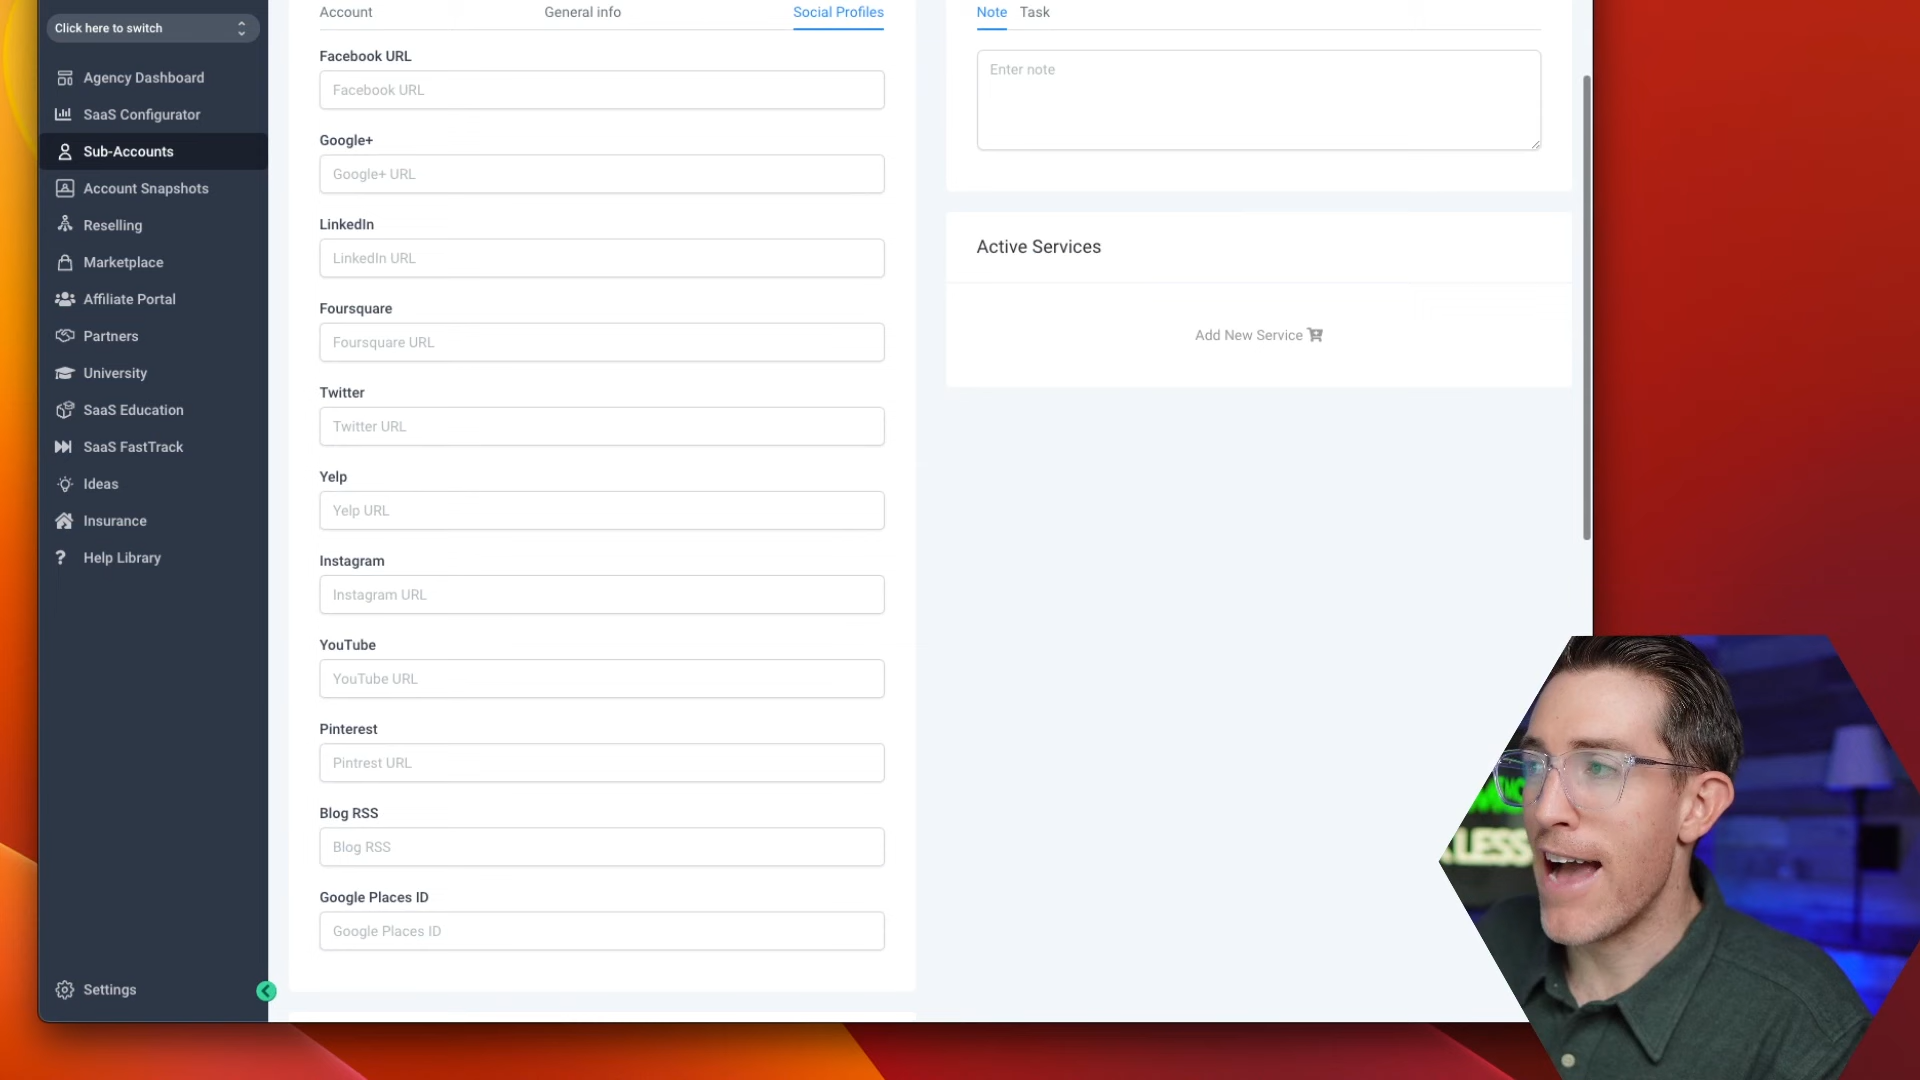 Click here to switch
Agency Dashboard
SaaS Configurator
Sub-Accounts
Account Snapshots
Reselling
Marketplace
Affiliate Portal
Partners
University
SaaS Education
SaaS FastTrack
Ideas
Insurance
? Help Library
Settings
Account General info Social Profiles
Facebook URL
Facebook URL
Google+
Google+ URL
LinkedIn
LinkedIn URL
Foursquare
Foursquare URL
Twitter
Twitter URL
Yelp
Yelp URL
Instagram
Instagram URL
YouTube
YouTube URL
Pinterest
Pintrest URL
Blog RSS
Blog RSS
Google Places ID
Google Places ID
Note Task
Enter note
Active Services
Add New Service
LESS